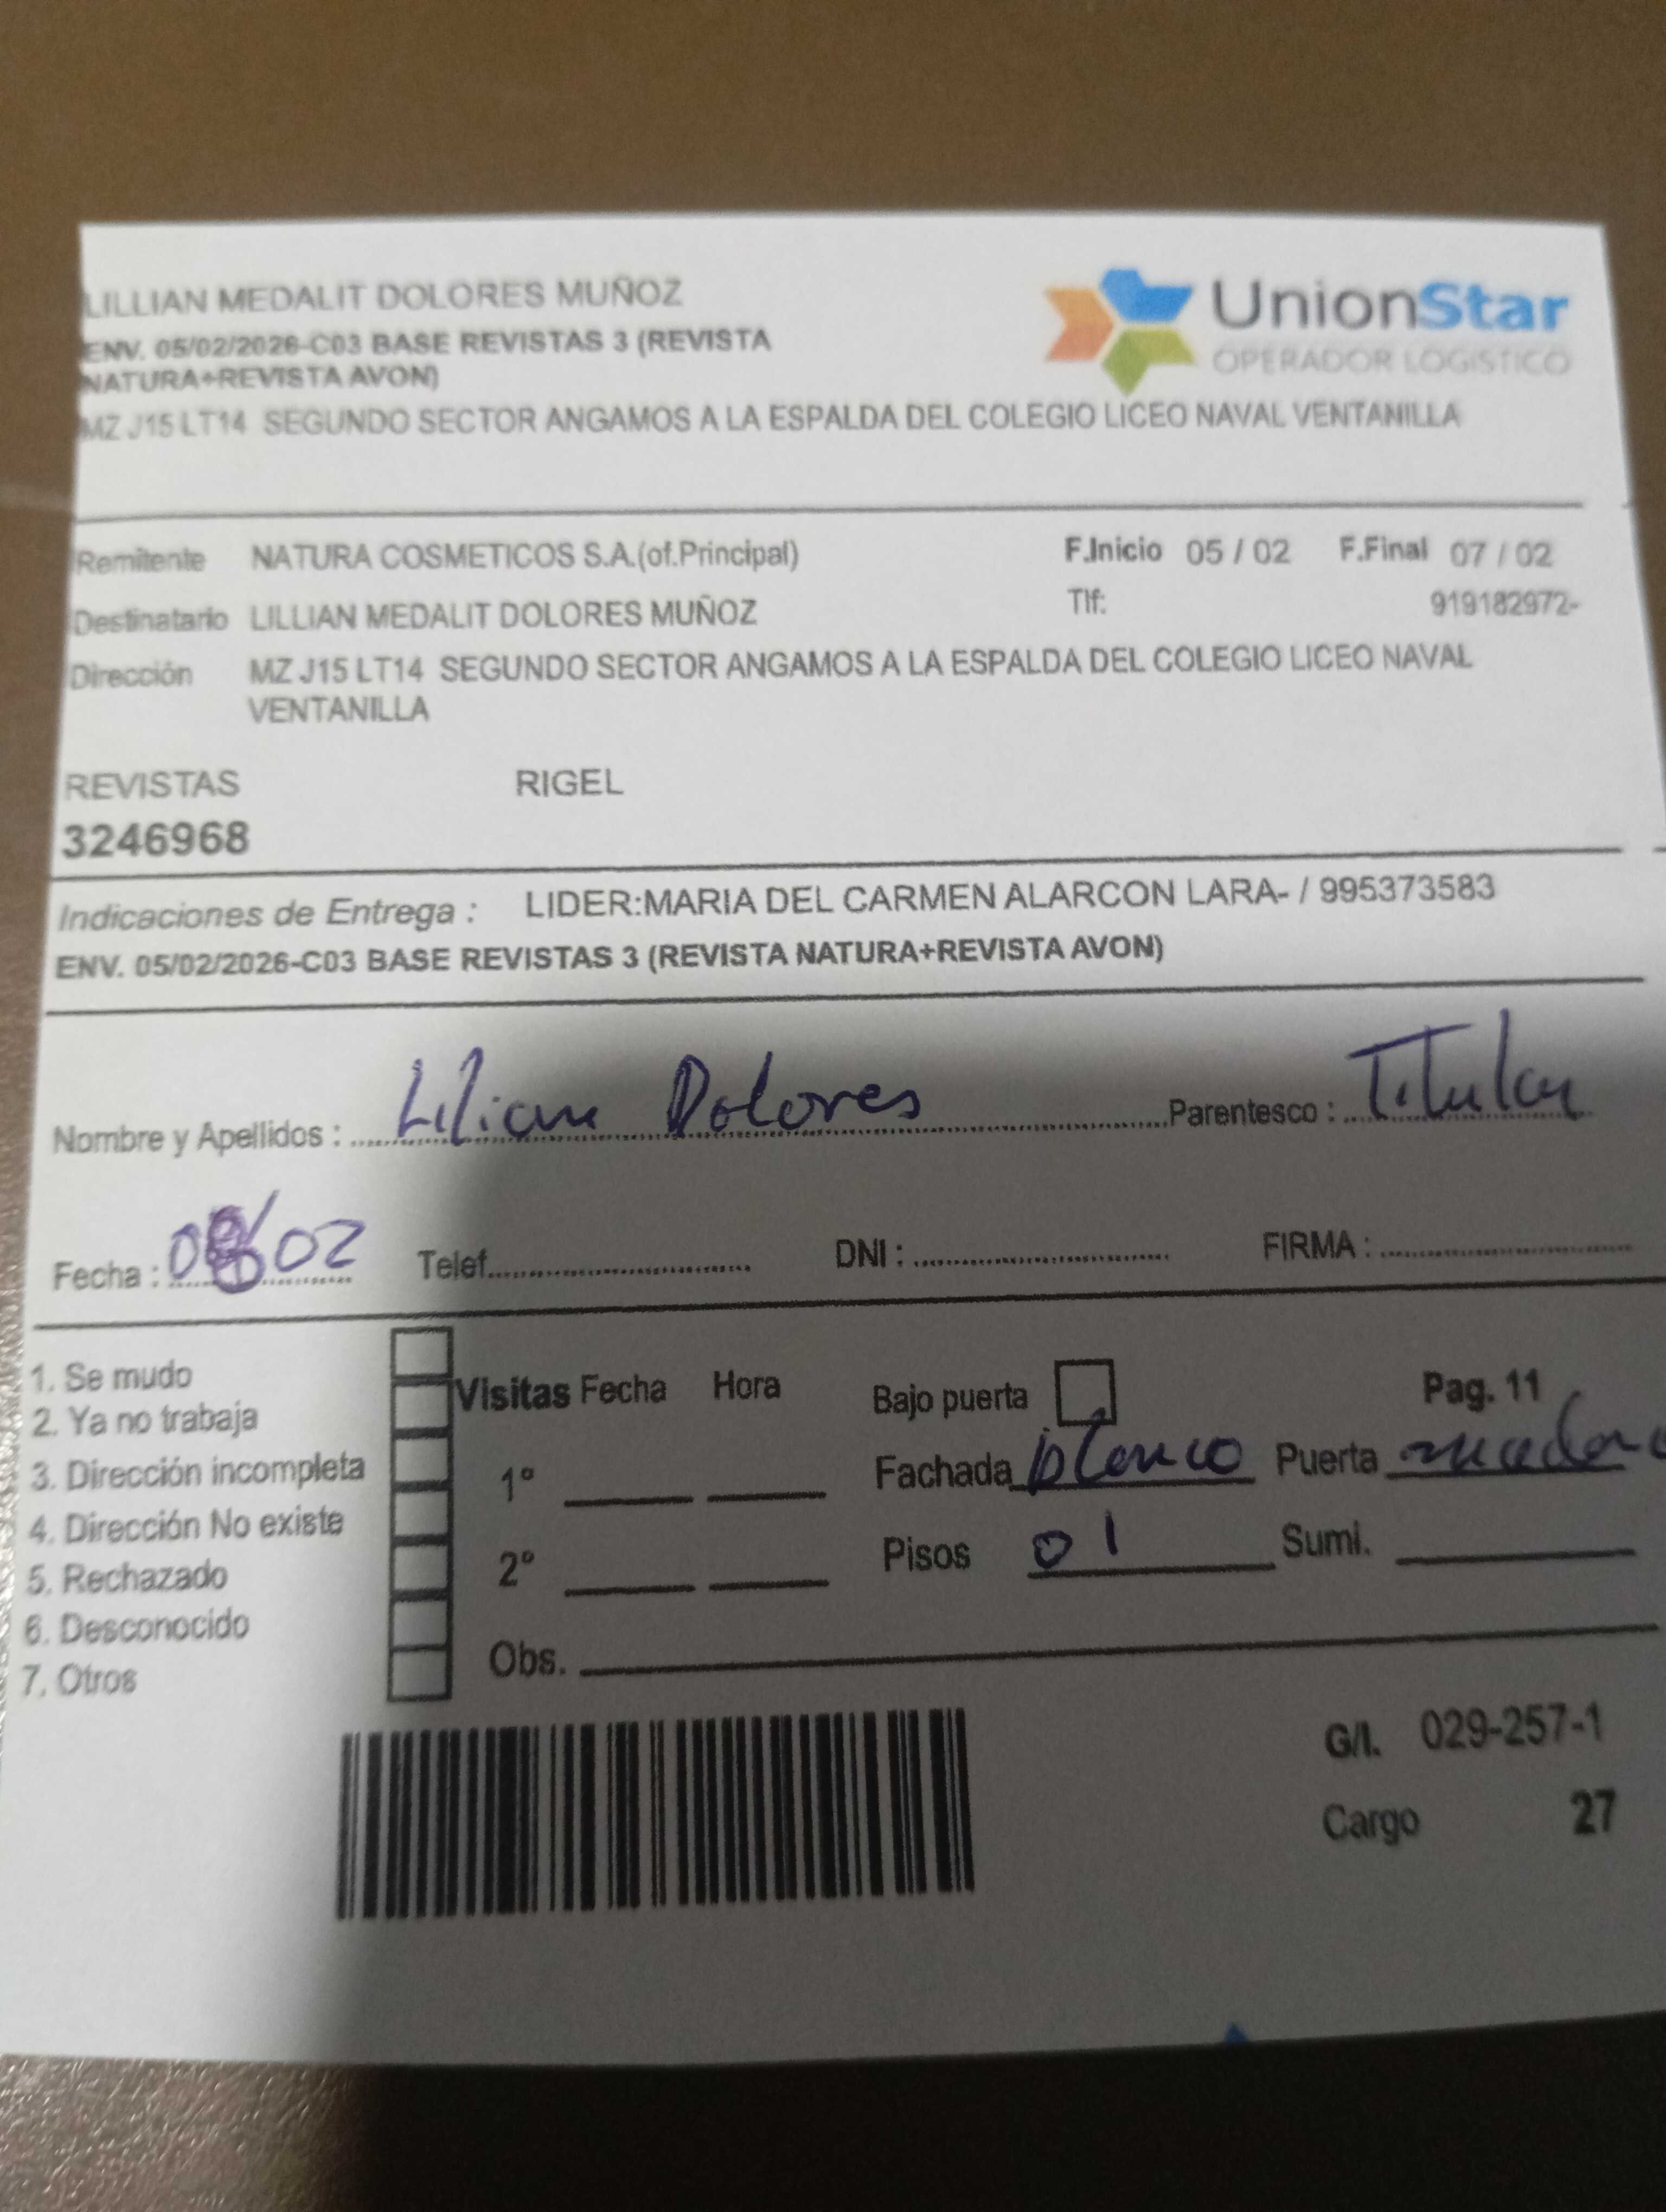 LILLIAN MEDALIT DOLORES MUÑOZ
ENV. 05/02/2026-C03 BASE REVISTAS 3 (REVISTA
NATURA+REVISTA AVON)
MZ J15 LT14 SEGUNDO SECTOR ANGAMOS A LA ESPALDA DEL COLEGIO LICEO NAVAL VENTANILLA
UnionStar
OPERADOR LOGISTICO
Remitente NATURA COSMETICOS S.A.(of.Principal) F.Inicio 05 / 02 F.Final 07 / 02
Destinatario LILLIAN MEDALIT DOLORES MUÑOZ Tlf: 919182972-
Dirección MZ J15 LT14 SEGUNDO SECTOR ANGAMOS A LA ESPALDA DEL COLEGIO LICEO NAVAL
VENTANILLA
REVISTAS RIGEL
3246968
Indicaciones de Entrega : LIDER:MARIA DEL CARMEN ALARCON LARA- / 995373583
ENV. 05/02/2026-C03 BASE REVISTAS 3 (REVISTA NATURA+REVISTA AVON)
Nombre y Apellidos : Lilian Dolores Parentesco : Titular
Fecha : /02 Telef. DNI : FIRMA :
1. Se mudo
2. Ya no trabaja
3. Dirección incompleta
4. Dirección No existe
5. Rechazado
6. Desconocido
7. Otros
Visitas Fecha Hora
1°
2°
Obs.
Bajo puerta Pag. 11
Fachada blanco Puerta
Pisos 01 Sumi.
G/I. 029-257-1
Cargo 27